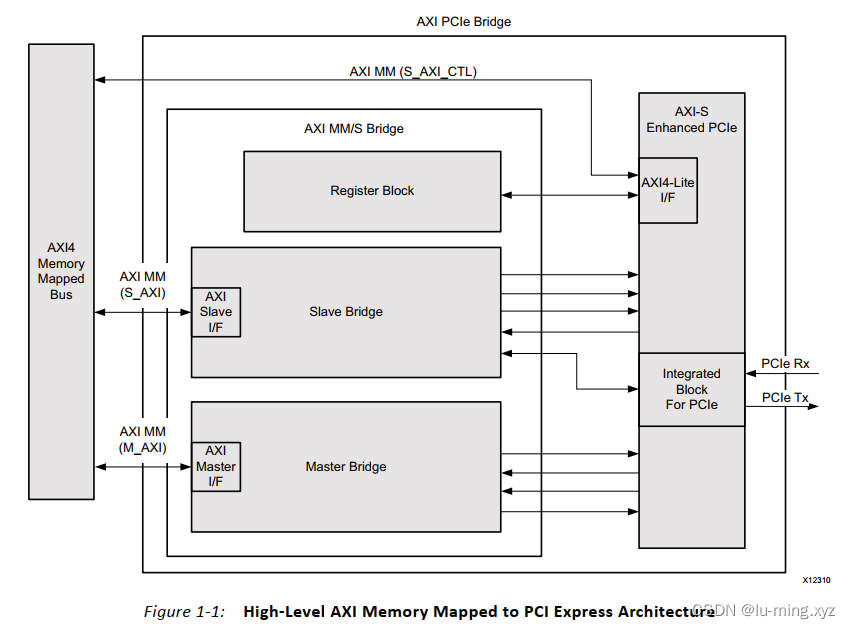 AXI PCIe Bridge
AXI MM (S_AXI_CTL)
AXI-S
Enhanced PCIe
AXI MM/S Bridge
Register Block
AXI4-Lite
I/F
AXI4
Memory
Mapped
Bus
AXI MM
(S_AXI)
AXI
Slave
I/F
Slave Bridge
Integrated
Block
For PCIe
PCIe Rx
PCIe Tx
AXI MM
(M_AXI)
AXI
Master
I/F
Master Bridge
X12310
Figure 1-1: High-Level AXI Memory Mapped to PCI Express Architecture
CSDN @lu-ming.xyz